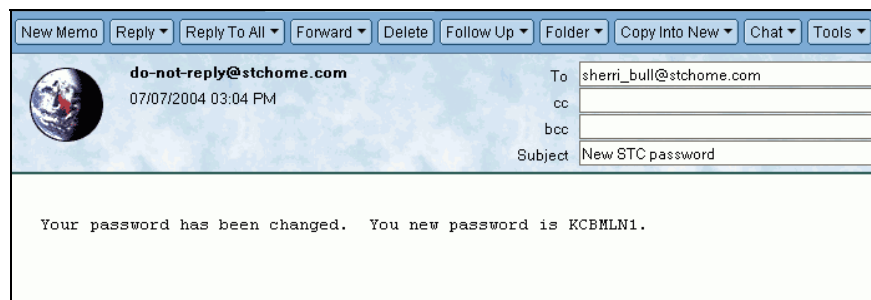 New Memo Reply Reply To All Forward Delete Follow Up Folder Copy Into New Chat Tools
do-not-reply@stchome.com
07/07/2004 03:04 PM
To sherri_bull@stchome.com
cc
bcc
Subject New STC password
Your password has been changed. You new password is KCBMLN1.